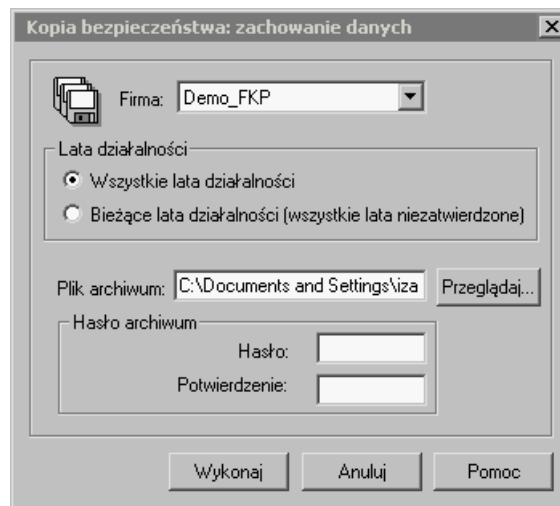 Kopia bezpieczeństwa: zachowanie danych
Firma: Demo_FKP
Lata działalności
Wszystkie lata działalności
Bieżące lata działalności (wszystkie lata niezatwierdzone)
Plik archiwum: C:\Documents and Settings\iza Przeglądaj...
Hasło archiwum
Hasło:
Potwierdzenie:
Wykonaj Anuluj Pomoc